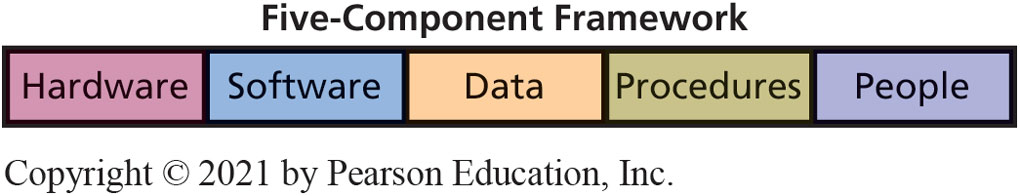 Five-Component Framework
Hardware Software Data Procedures People
Copyright © 2021 by Pearson Education, Inc.